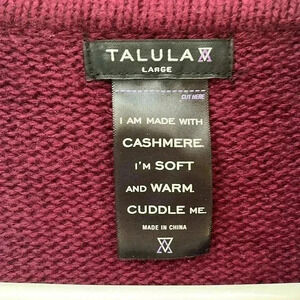 TALULA
LARGE
CUT HERE
I AM MADE WITH
CASHMERE.
I'M SOFT
AND WARM.
CUDDLE ME.
MADE IN CHINA